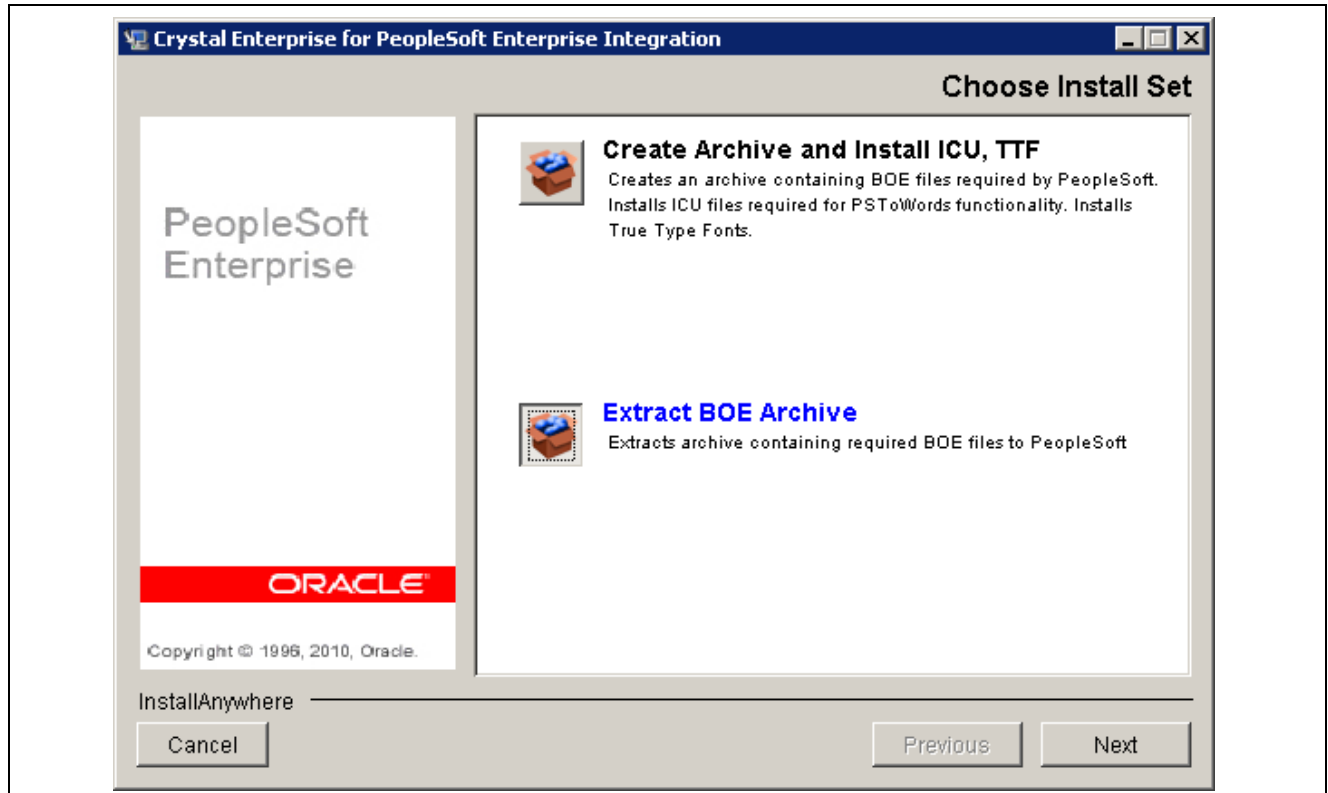 Crystal Enterprise for PeopleSoft Enterprise Integration
Choose Install Set
PeopleSoft
Enterprise
ORACLE
Copyright © 1996, 2010, Oracle.
Create Archive and Install ICU, TTF
Creates an archive containing BOE files required by PeopleSoft.
Installs ICU files required for PSToWords functionality. Installs
True Type Fonts.
Extract BOE Archive
Extracts archive containing required BOE files to PeopleSoft
InstallAnywhere
Cancel
Previous
Next